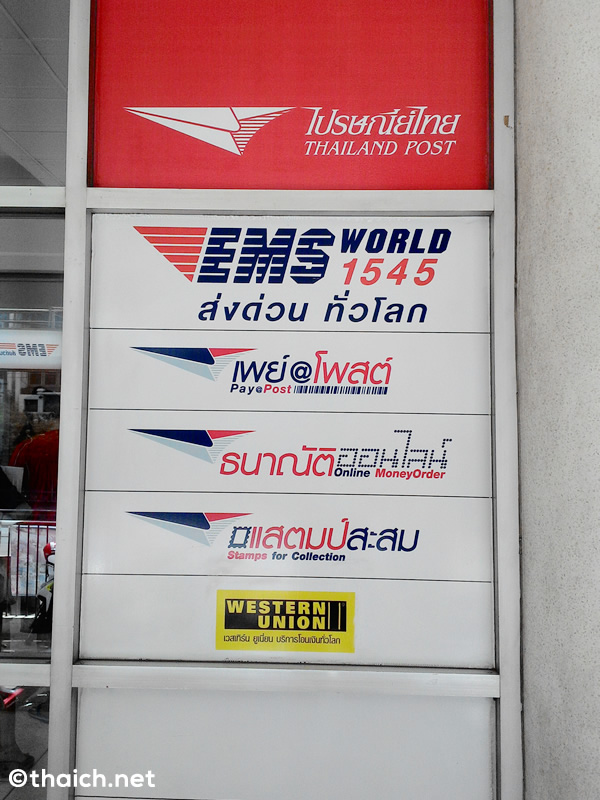 ไปรษณีย์ไทย
THAILAND POST
EMS WORLD
1545
ส่งด่วน ทั่วโลก
EMS
เพย์@โพสต์
Pay@Post
ธนาณัติออนไลน์
Online MoneyOrder
แสตมป์สะสม
Stamps for Collection
WESTERN
UNION
เวสเทิร์น ยูเนี่ยน บริการโอนเงินทั่วโลก
©thaich.net